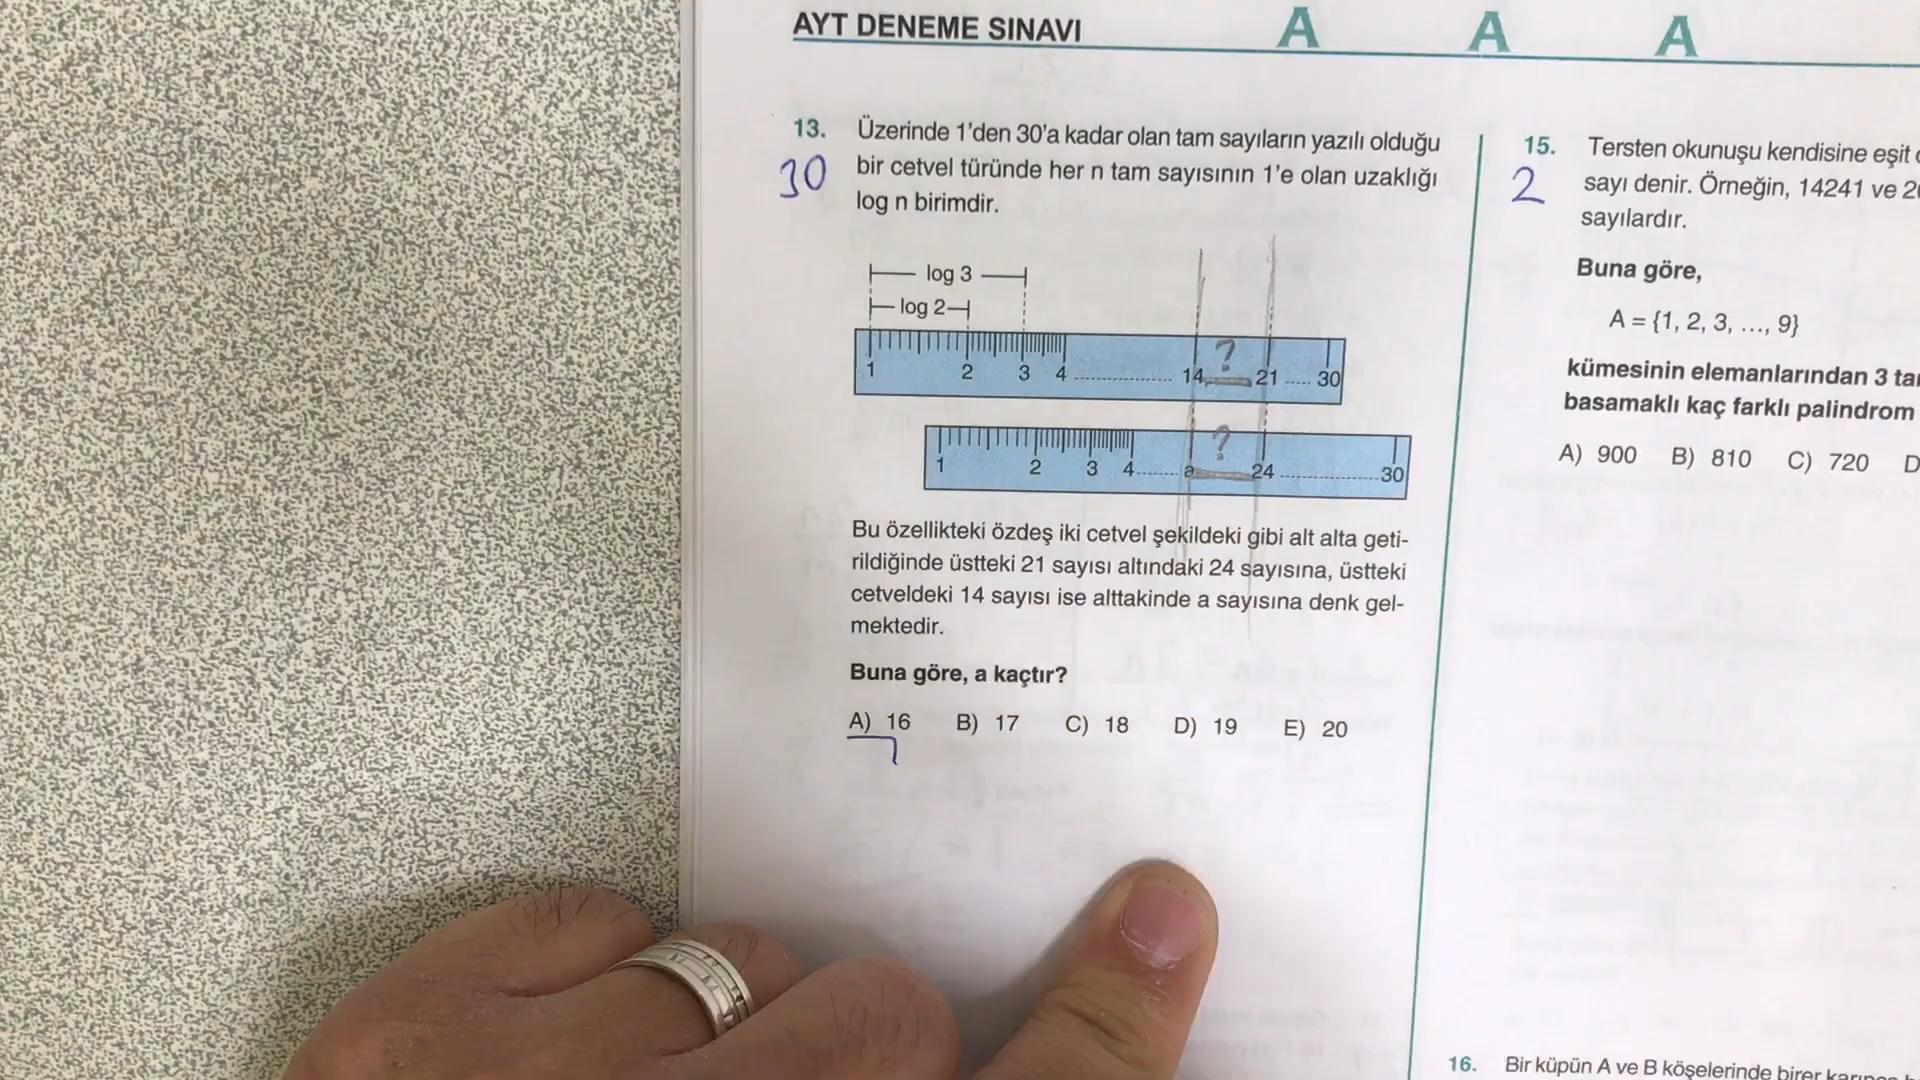 AYT DENEME SINAVI
A A A
13. Üzerinde 1'den 30'a kadar olan tam sayıların yazılı olduğu
30
bir cetvel türünde her n tam sayısının 1'e olan uzaklığı
log n birimdir.
log 3
log 2
1 2 3 4 ........ 14 ? 21 ..... 30
1 2 3 4 ........ a ? 24 ........ 30
Bu özellikteki özdeş iki cetvel şekildeki gibi alt alta geti-
rildiğinde üstteki 21 sayısı altındaki 24 sayısına, üstteki
cetveldeki 14 sayısı ise alttakinde a sayısına denk gel-
mektedir.
Buna göre, a kaçtır?
A) 16 B) 17 C) 18 D) 19 E) 20
15. Tersten okunuşu kendisine eşit
2
sayı denir. Örneğin, 14241 ve
sayılardır.
Buna göre,
A = {1, 2, 3, ..., 9}
kümesinin elemanlarından 3
basamaklı kaç farklı palindrom
A) 900 B) 810 C) 720 D
16. Bir küpün A ve B köşelerinde birer